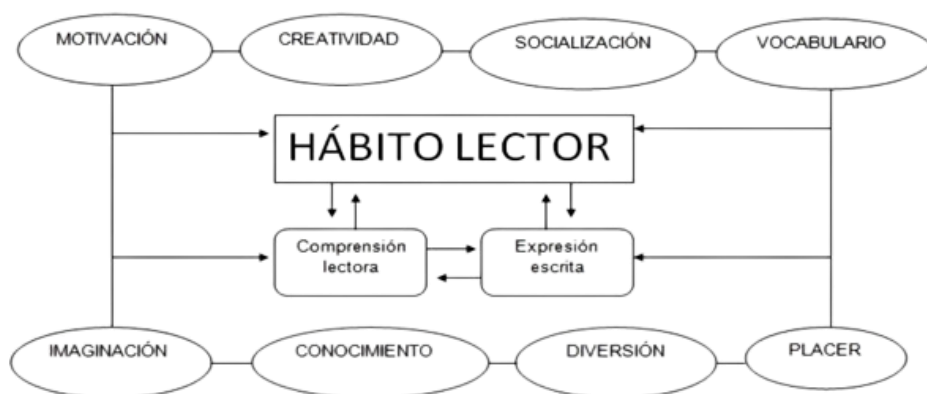 MOTIVACIÓN
CREATIVIDAD
SOCIALIZACIÓN
VOCABULARIO
HÁBITO LECTOR
Comprensión
lectora
Expresión
escrita
IMAGINACIÓN
CONOCIMIENTO
DIVERSIÓN
PLACER